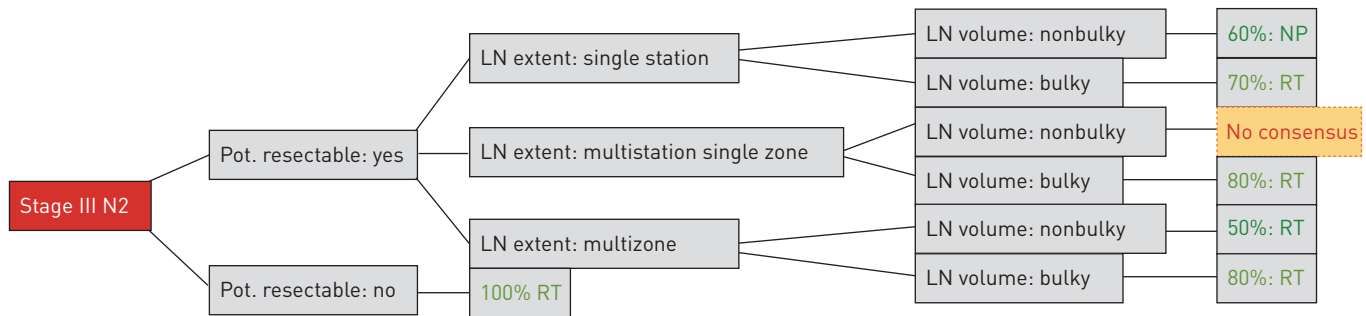 Stage III N2
Pot. resectable: yes
LN extent: single station
LN volume: nonbulky
60%: NP
LN volume: bulky
70%: RT
LN extent: multistation single zone
LN volume: nonbulky
No consensus
LN volume: bulky
80%: RT
LN extent: multizone
LN volume: nonbulky
50%: RT
LN volume: bulky
80%: RT
Pot. resectable: no
100% RT